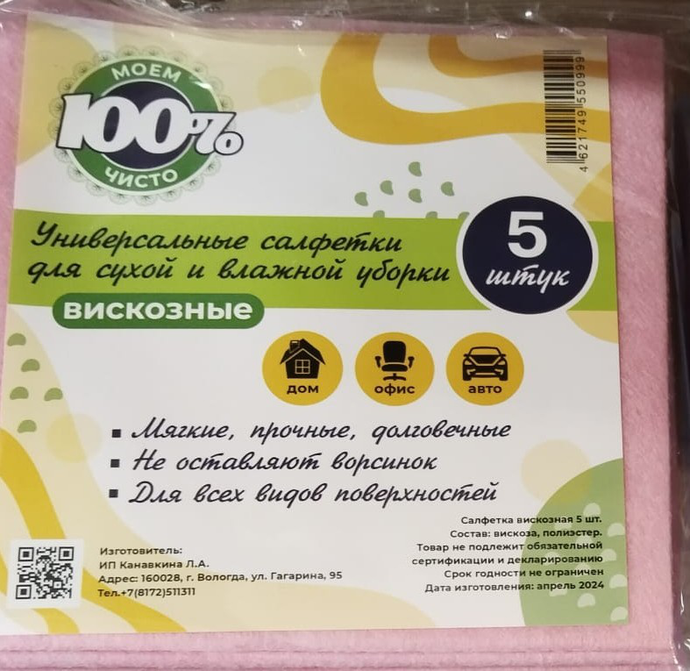 МОЕМ
100%
ЧИСТО
4 621749 550999
Универсальные салфетки
для сухой и влажной уборки
5
штук
вискозные
дом
офис
авто
Мягкие, прочные, долговечные
Не оставляют ворсинок
Для всех видов поверхностей
Салфетка вискозная 5 шт.
Состав: вискоза, полиэстер.
Товар не подлежит обязательной
сертификации и декларированию
Срок годности не ограничен
Дата изготовления: апрель 2024
Изготовитель:
ИП Канавкина Л.А.
Адрес: 160028, г. Вологда, ул. Гагарина, 95
Тел.+7(8172)511311